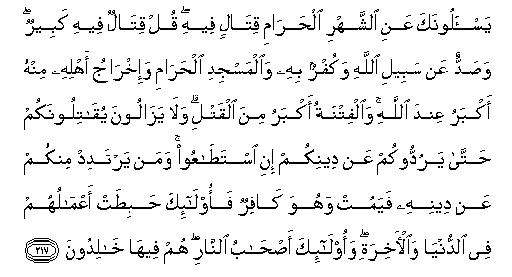 يَسْـَٔلُونَكَ عَنِ ٱلشَّهْرِ ٱلْحَرَامِ قِتَالٍ فِيهِ ۖ قُلْ قِتَالٌ فِيهِ كَبِيرٌ ۖ
وَصَدٌّ عَن سَبِيلِ ٱللَّهِ وَكُفْرٌۢ بِهِۦ وَٱلْمَسْجِدِ ٱلْحَرَامِ وَإِخْرَاجُ أَهْلِهِۦ مِنْهُ
أَكْبَرُ عِندَ ٱللَّهِ ۚ وَٱلْفِتْنَةُ أَكْبَرُ مِنَ ٱلْقَتْلِ ۗ وَلَا يَزَالُونَ يُقَٰتِلُونَكُمْ
حَتَّىٰ يَرُدُّوكُمْ عَن دِينِكُمْ إِنِ ٱسْتَطَٰعُوا۟ ۚ وَمَن يَرْتَدِدْ مِنكُمْ
عَن دِينِهِۦ فَيَمُتْ وَهُوَ كَافِرٌ فَأُو۟لَٰٓئِكَ حَبِطَتْ أَعْمَٰلُهُمْ
فِى ٱلدُّنْيَا وَٱلْـَٔاخِرَةِ ۖ وَأُو۟لَٰٓئِكَ أَصْحَٰبُ ٱلنَّارِ ۖ هُمْ فِيهَا خَٰلِدُونَ ﴿٢١٧﴾